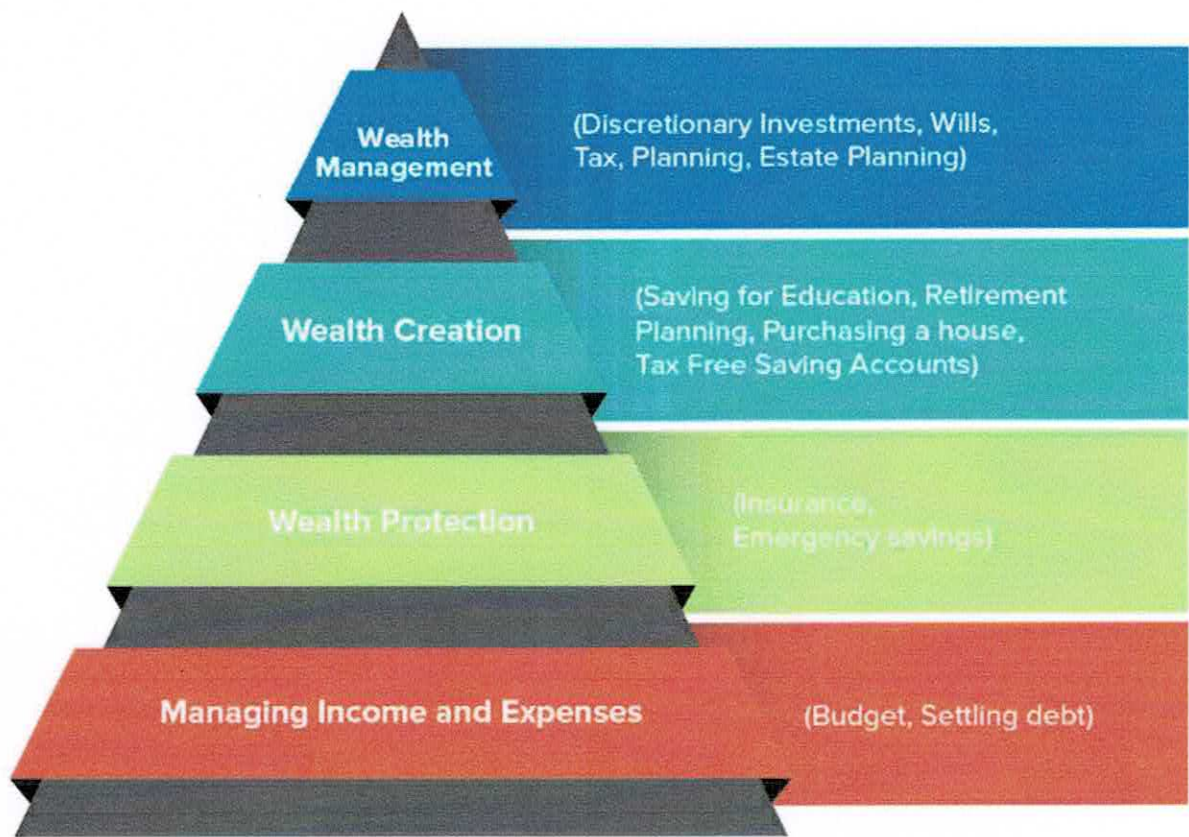 Wealth
Management
(Discretionary Investments, Wills,
Tax, Planning, Estate Planning)
Wealth Creation
(Saving for Education, Retirement
Planning, Purchasing a house,
Tax Free Saving Accounts)
Wealth Protection
(Insurance,
Emergency savings)
Managing Income and Expenses
(Budget, Settling debt)